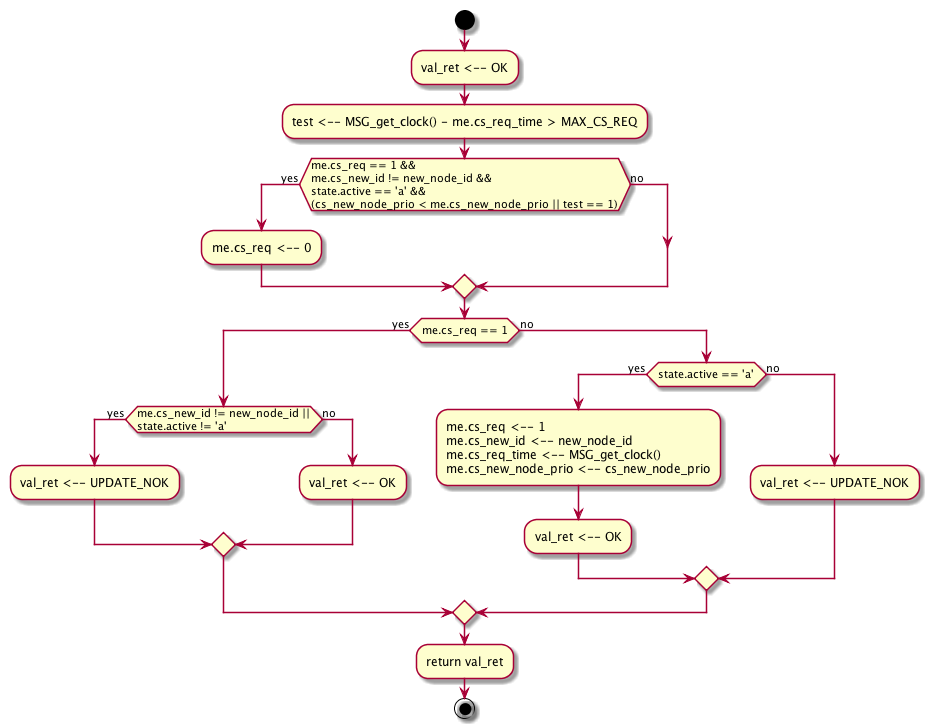 val_ret <-- OK
test <-- MSG_get_clock() - me.cs_req_time > MAX_CS_REQ
me.cs_req == 1 &&
me.cs_new_id != new_node_id &&
state.active == 'a' &&
(cs_new_node_prio < me.cs_new_node_prio || test == 1)
yes
no
me.cs_req <-- 0
me.cs_req == 1
yes
no
me.cs_new_id != new_node_id ||
state.active != 'a'
yes
no
val_ret <-- UPDATE_NOK
val_ret <-- OK
state.active == 'a'
yes
no
me.cs_req <-- 1
me.cs_new_id <-- new_node_id
me.cs_req_time <-- MSG_get_clock()
me.cs_new_node_prio <-- cs_new_node_prio
val_ret <-- OK
val_ret <-- UPDATE_NOK
return val_ret